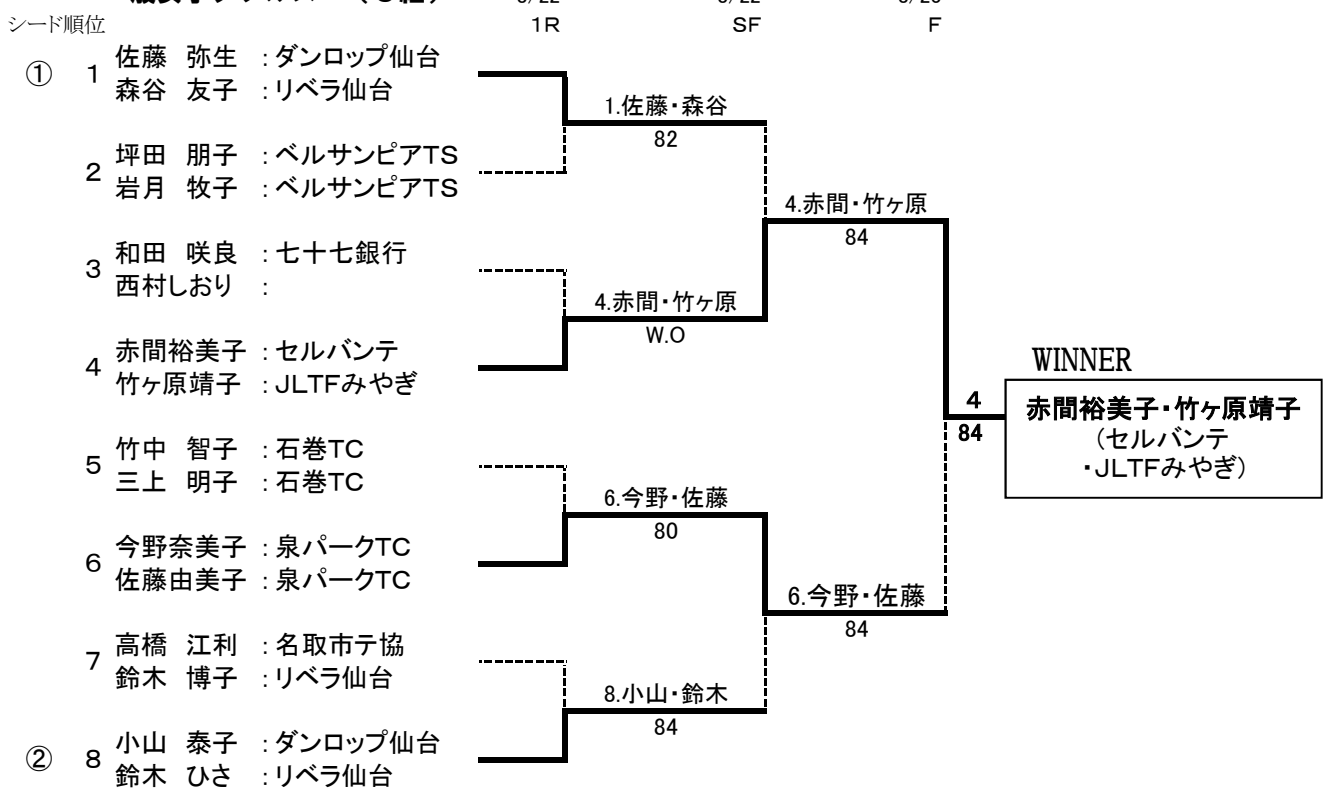 シード順位 1R SF F
① 1 佐藤 弥生 :ダンロップ仙台
森谷 友子 :リベラ仙台
1.佐藤・森谷
82
2 坪田 朋子 :ベルサンピアTS
岩月 牧子 :ベルサンピアTS
4.赤間・竹ヶ原
84
3 和田 咲良 :七十七銀行
西村しおり :
4.赤間・竹ヶ原
W.O
4 赤間裕美子 :セルバンテ
竹ヶ原靖子 :JLTFみやぎ
WINNER
4
84
赤間裕美子・竹ヶ原靖子
(セルバンテ
・JLTFみやぎ)
5 竹中 智子 :石巻TC
三上 明子 :石巻TC
6.今野・佐藤
80
6 今野奈美子 :泉パークTC
佐藤由美子 :泉パークTC
6.今野・佐藤
84
7 高橋 江利 :名取市テ協
鈴木 博子 :リベラ仙台
8.小山・鈴木
84
② 8 小山 泰子 :ダンロップ仙台
鈴木 ひさ :リベラ仙台